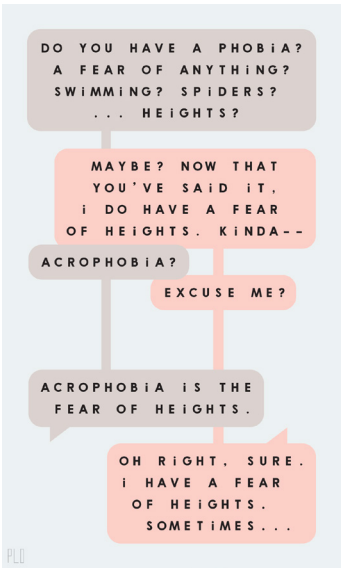 DO YOU HAVE A PHOBiA?
A FEAR OF ANYTHiNG?
SWiMMiNG? SPiDERS?
... HEiGHTS?
MAYBE? NOW THAT
YOU'VE SAiD iT,
i DO HAVE A FEAR
OF HEiGHTS. KiNDA--
ACROPHOBiA?
EXCUSE ME?
ACROPHOBiA iS THE
FEAR OF HEiGHTS.
OH RiGHT, SURE.
i HAVE A FEAR
OF HEiGHTS.
SOMETiMES...
PLO